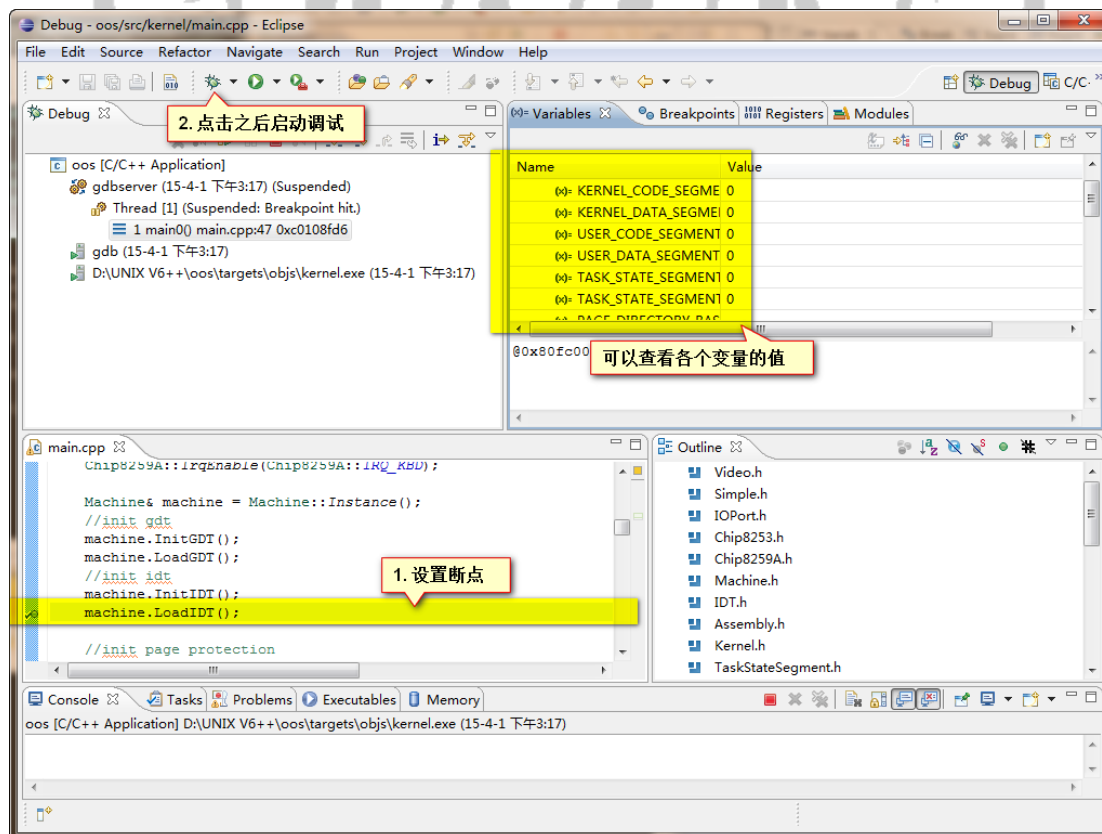 Debug - oos/src/kernel/main.cpp - Eclipse
File Edit Source Refactor Navigate Search Run Project Window Help
Debug C/C
Debug
2. 点击之后启动调试
oos [C/C++ Application]
gdbserver (15-4-1 下午3:17) (Suspended)
Thread [1] (Suspended: Breakpoint hit.)
1 main0() main.cpp:47 0xc0108fd6
gdb (15-4-1 下午3:17)
D:\UNIX V6++\oos\targets\objs\kernel.exe (15-4-1 下午3:17)
(x)= Variables Breakpoints Registers Modules
Name Value
(x)= KERNEL_CODE_SEGME 0
(x)= KERNEL_DATA_SEGME 0
(x)= USER_CODE_SEGMENT 0
(x)= USER_DATA_SEGMENT 0
(x)= TASK_STATE_SEGMENT 0
(x)= TASK_STATE_SEGMENT 0
(x)= PAGE_DIRECTORY_BAS
@0x80fc00
可以查看各个变量的值
main.cpp
Chip8259A::IrqEnable(Chip8259A::IRQ_KBD);
Machine& machine = Machine::Instance();
//init gdt
machine.InitGDT();
machine.LoadGDT();
//init idt
machine.InitIDT();
machine.LoadIDT();
//init page protection
1. 设置断点
Outline
Video.h
Simple.h
IOPort.h
Chip8253.h
Chip8259A.h
Machine.h
IDT.h
Assembly.h
Kernel.h
TaskStateSegment.h
Console Tasks Problems Executables Memory
oos [C/C++ Application] D:\UNIX V6++\oos\targets\objs\kernel.exe (15-4-1 下午3:17)